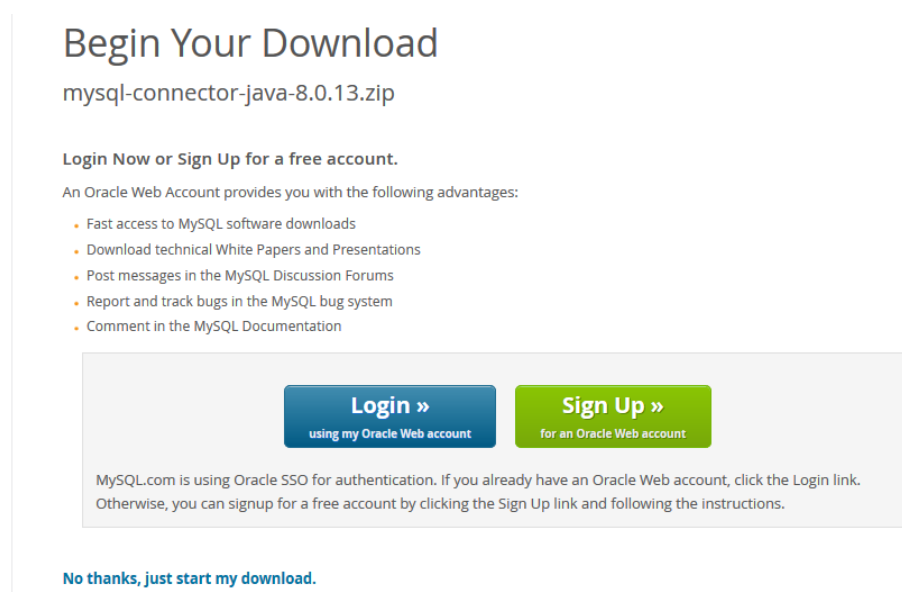 Begin Your Download
mysql-connector-java-8.0.13.zip
Login Now or Sign Up for a free account.
An Oracle Web Account provides you with the following advantages:
Fast access to MySQL software downloads
Download technical White Papers and Presentations
Post messages in the MySQL Discussion Forums
Report and track bugs in the MySQL bug system
Comment in the MySQL Documentation
Login »
using my Oracle Web account
Sign Up »
for an Oracle Web account
MySQL.com is using Oracle SSO for authentication. If you already have an Oracle Web account, click the Login link.
Otherwise, you can signup for a free account by clicking the Sign Up link and following the instructions.
No thanks, just start my download.